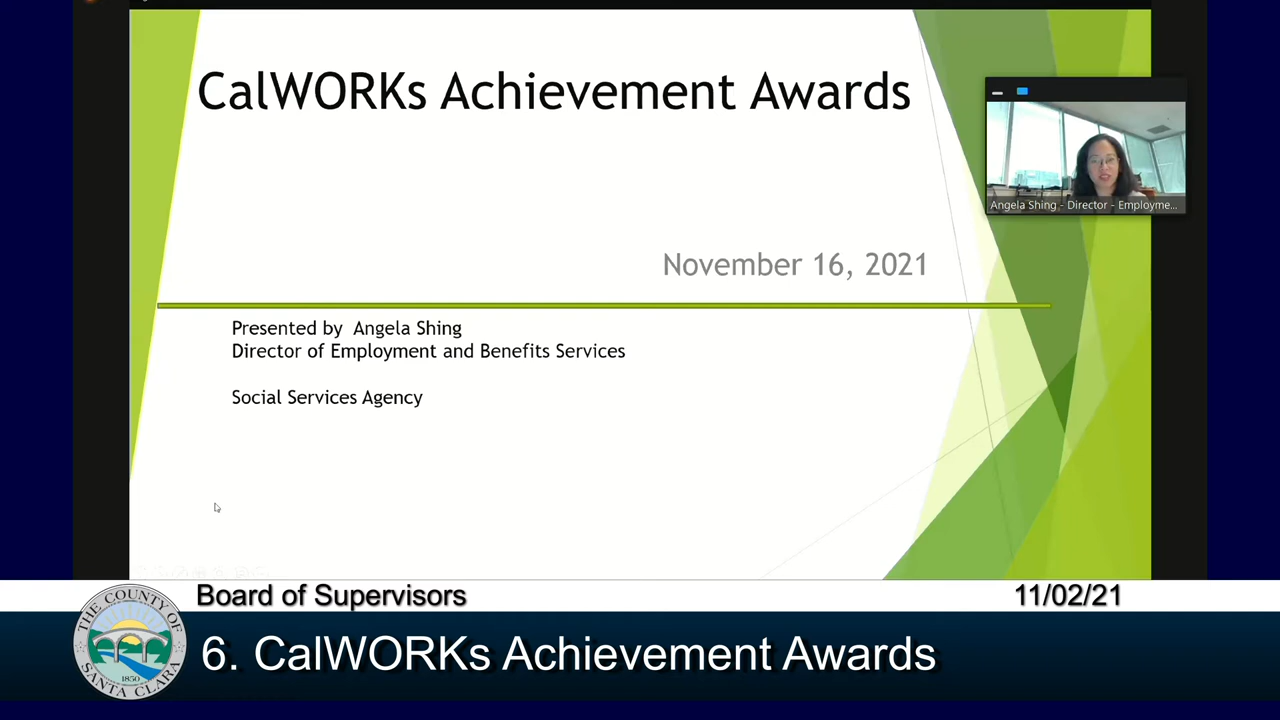 CalWORKs Achievement Awards
Angela Shing - Director - Employme...
November 16, 2021
Presented by Angela Shing
Director of Employment and Benefits Services
Social Services Agency
Board of Supervisors
11/02/21
THE COUNTY OF
SANTA CLARA
1850
6. CalWORKs Achievement Awards